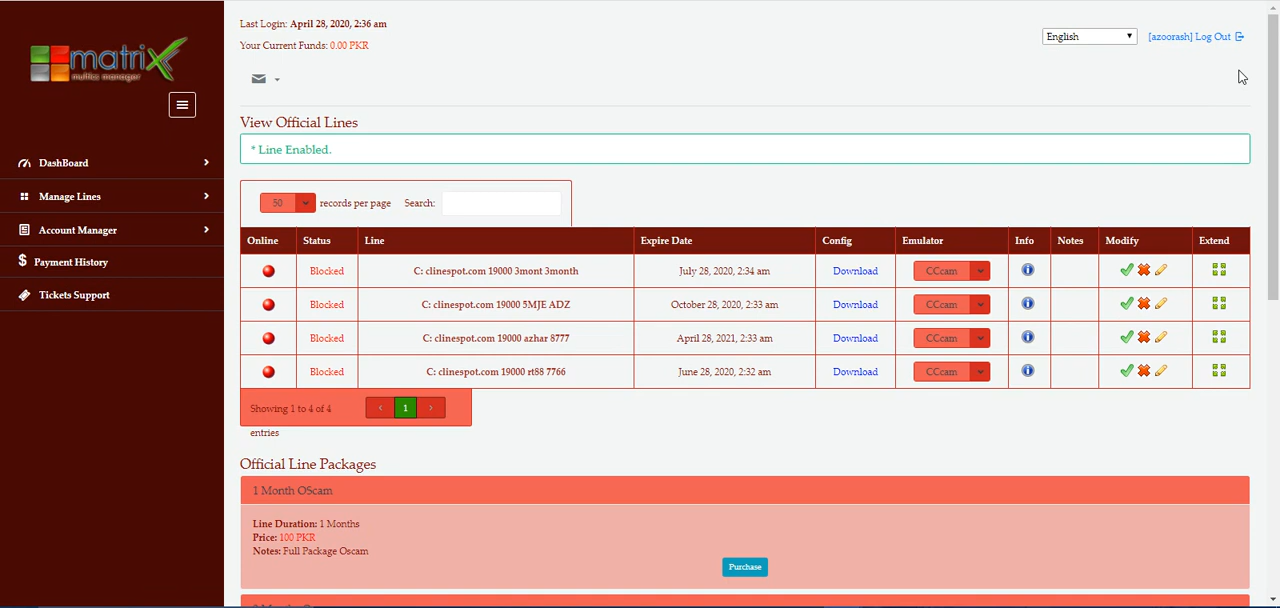 matrix
multics manager
Last Login: April 28, 2020, 2:36 am
Your Current Funds: 0.00 PKR
English
[azoorash] Log Out
DashBoard
Manage Lines
Account Manager
Payment History
Tickets Support
View Official Lines
* Line Enabled.
50 records per page Search:
Online Status Line Expire Date Config Emulator Info Notes Modify Extend
Blocked C: clinespot.com 19000 3mont 3month July 28, 2020, 2:34 am Download CCcam
Blocked C: clinespot.com 19000 5MJE ADZ October 28, 2020, 2:33 am Download CCcam
Blocked C: clinespot.com 19000 azhar 8777 April 28, 2021, 2:33 am Download CCcam
Blocked C: clinespot.com 19000 rt88 7766 June 28, 2020, 2:32 am Download CCcam
Showing 1 to 4 of 4 ‹ 1 ›
entries
Official Line Packages
1 Month OScam
Line Duration: 1 Months
Price: 100 PKR
Notes: Full Package Oscam
Purchase